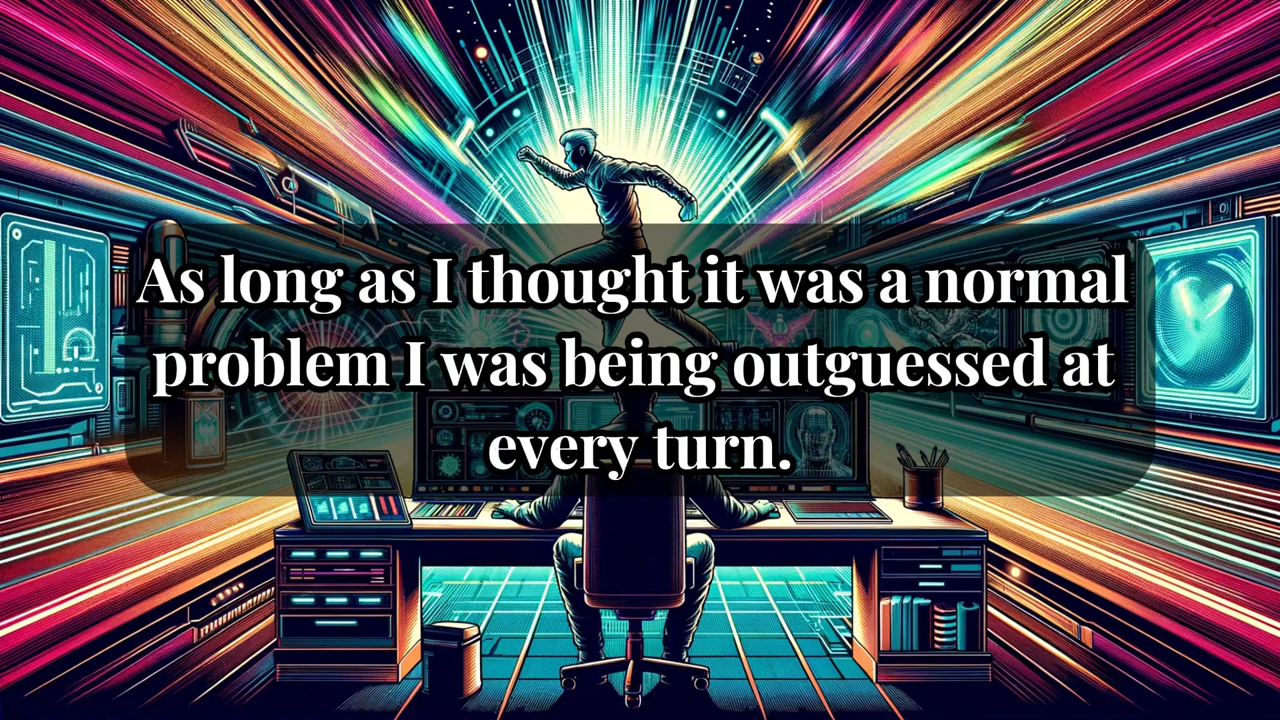 As long as I thought it was a normal
problem I was being outguessed at
every turn.